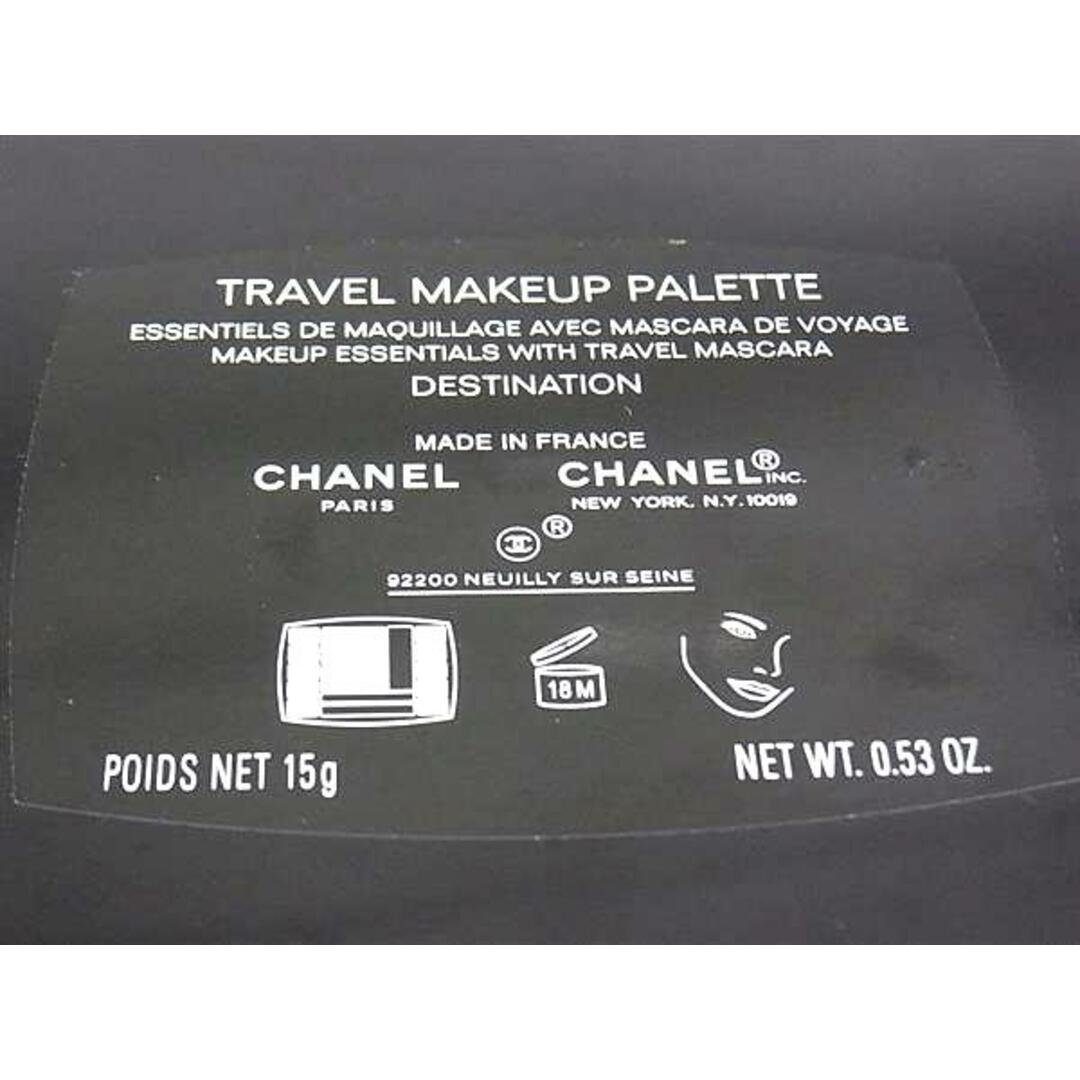 TRAVEL MAKEUP PALETTE
ESSENTIELS DE MAQUILLAGE AVEC MASCARA DE VOYAGE
MAKEUP ESSENTIALS WITH TRAVEL MASCARA
DESTINATION
MADE IN FRANCE
CHANEL CHANEL® INC.
PARIS NEW YORK. N.Y. 10019
®
92200 NEUILLY SUR SEINE
18M
POIDS NET 15g NET WT. 0.53 OZ.